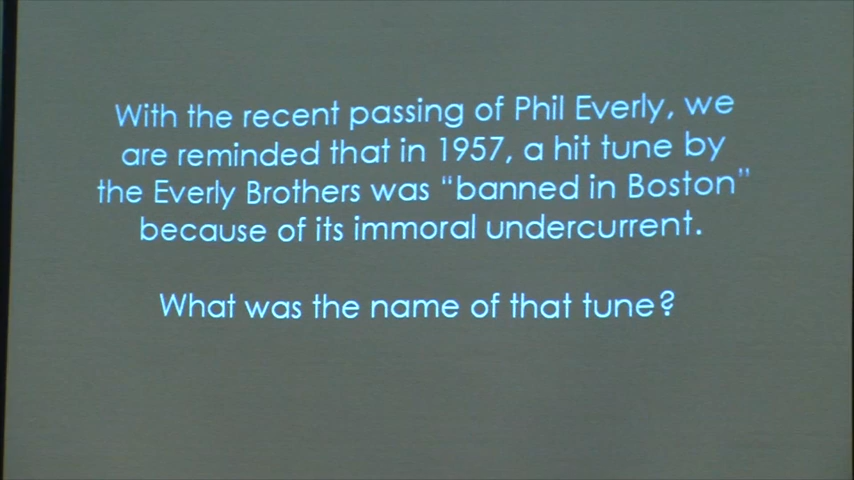 With the recent passing of Phil Everly, we
are reminded that in 1957, a hit tune by
the Everly Brothers was "banned in Boston"
because of its immoral undercurrent.
What was the name of that tune?